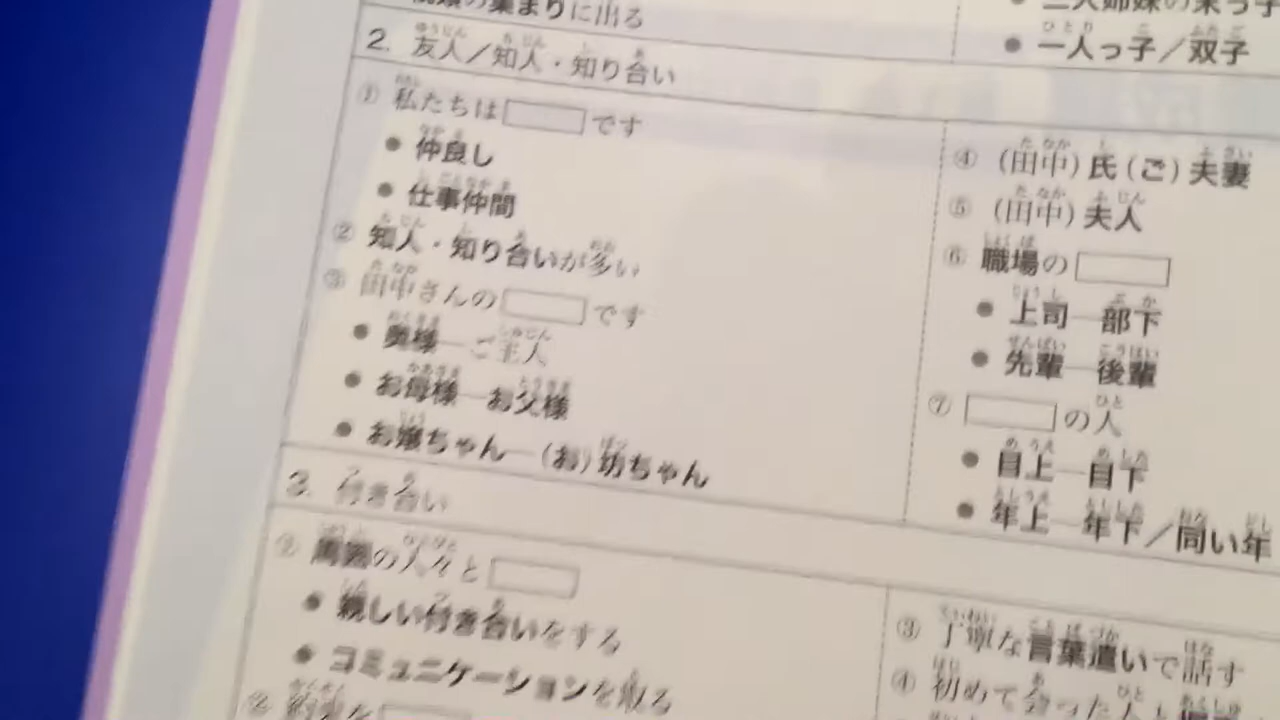 の集まりに出る
二人姉妹の末っ子
一人っ子／双子
2. 友人／知人・知り合い
① 私たちは□です
● 仲良し
● 仕事仲間
② 知人・知り合いが多い
③ 田中さんの□です
● 奥様―ご主人
● お母様―お父様
● お嬢ちゃん―(お)坊ちゃん
④ (田中)氏(ご)夫妻
⑤ (田中)夫人
⑥ 職場の□
● 上司―部下
● 先輩―後輩
⑦ □の人
● 目上―目下
● 年上―年下／同い年
3. 付き合い
① 周囲の人々と□
● 親しい付き合いをする
● コミュニケーションを取る
② 約束を□
③ 丁寧な言葉遣いで話す
④ 初めて会った人と